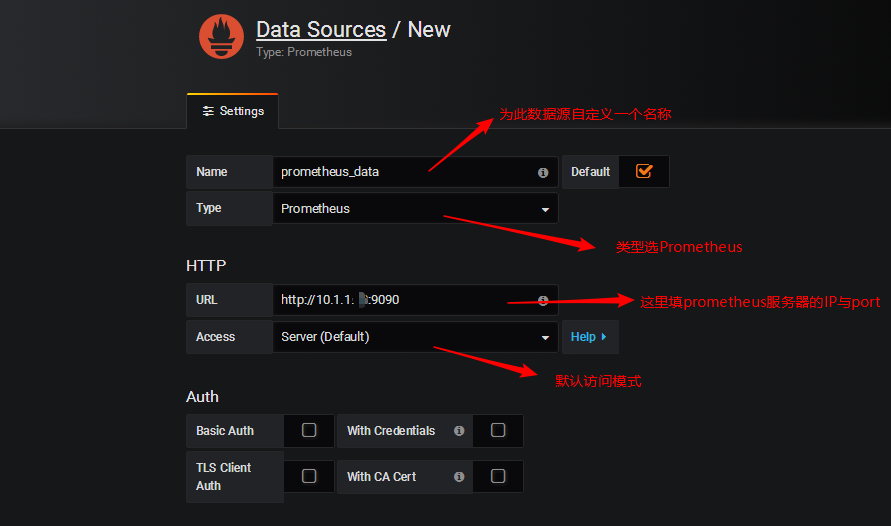 Data Sources / New
Type: Prometheus
Settings
为此数据源自定义一个名称
Name
prometheus_data
Default
Type
Prometheus
类型选Prometheus
HTTP
URL
http://10.1.1. :9090
这里填prometheus服务器的IP与port
Access
Server (Default)
Help
默认访问模式
Auth
Basic Auth
With Credentials
TLS Client
Auth
With CA Cert